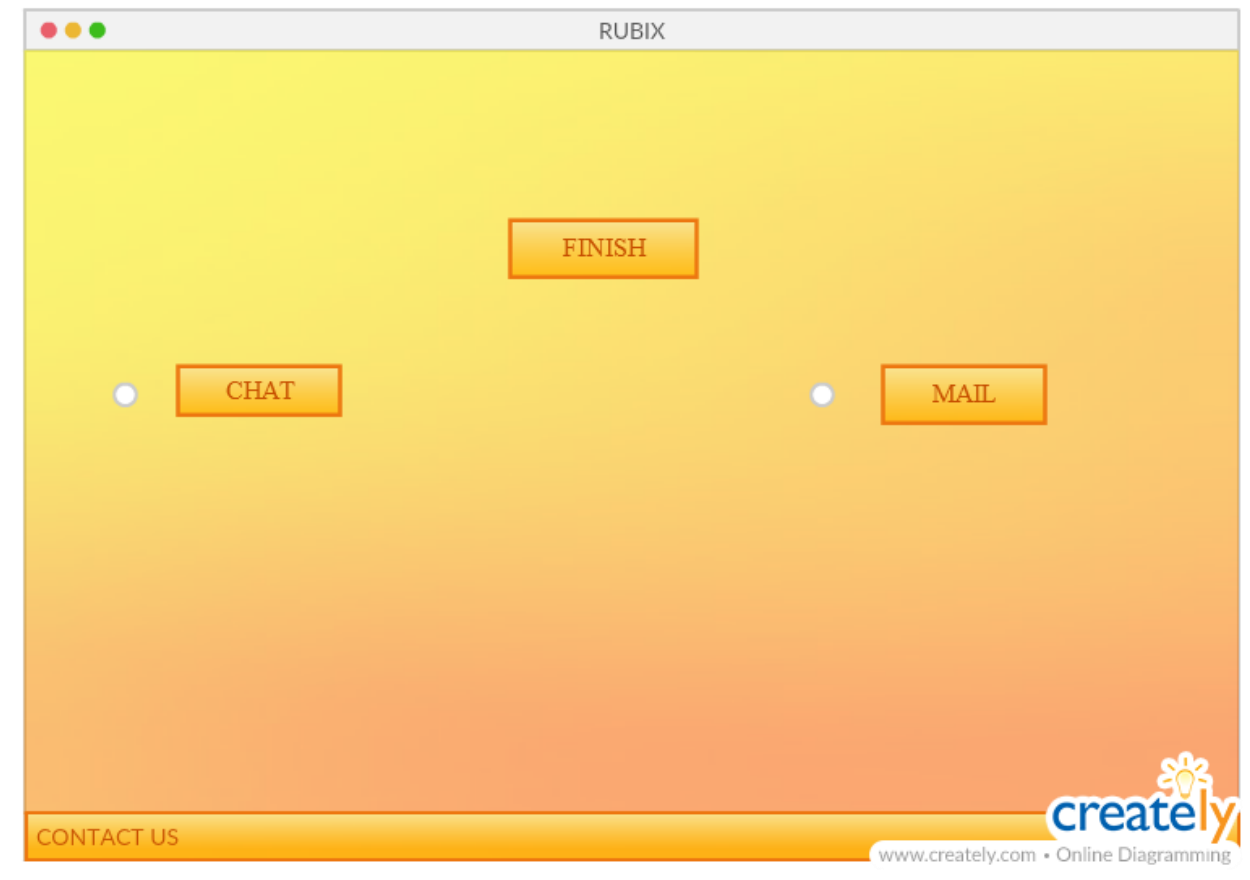 RUBIX
FINISH
CHAT
MAIL
CONTACT US
creately
www.creately.com • Online Diagramming